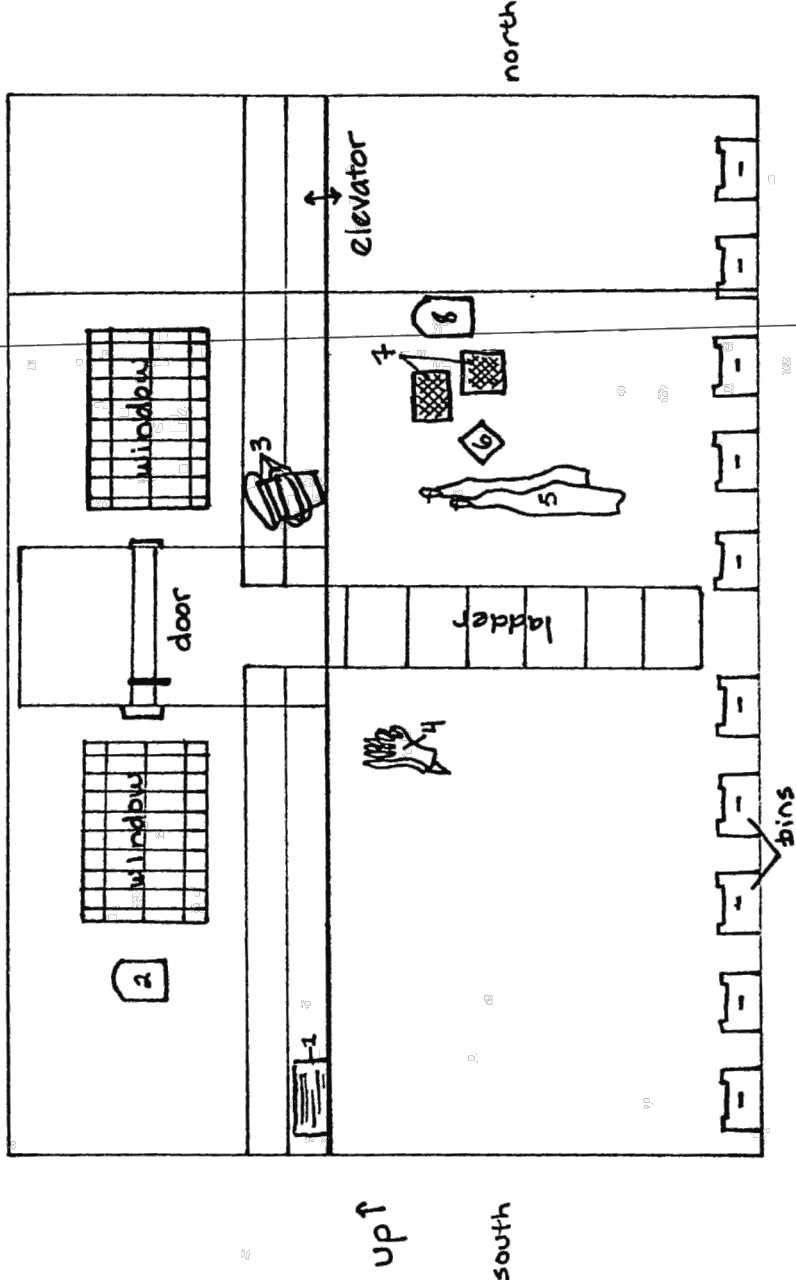 north
elevator
8
7
window
3
6
5
door
ladder
4
window
bins
2
1
up↑
south